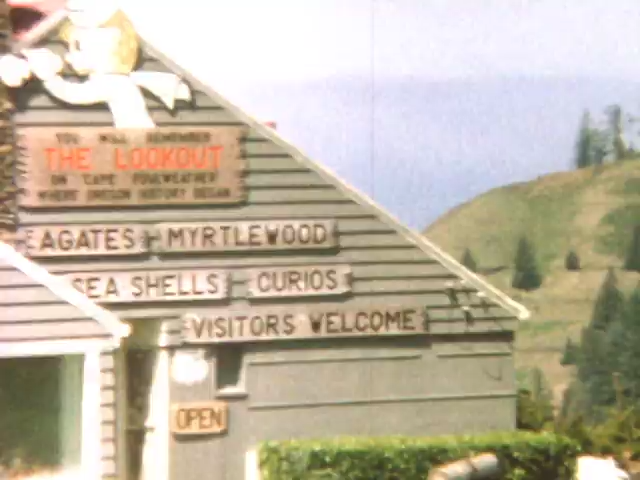 YOU WILL REMEMBER
THE LOOKOUT
ON CAPE FOULWEATHER
WHERE OREGON HISTORY BEGAN
AGATES MYRTLEWOOD
SEA SHELLS CURIOS
VISITORS WELCOME
OPEN